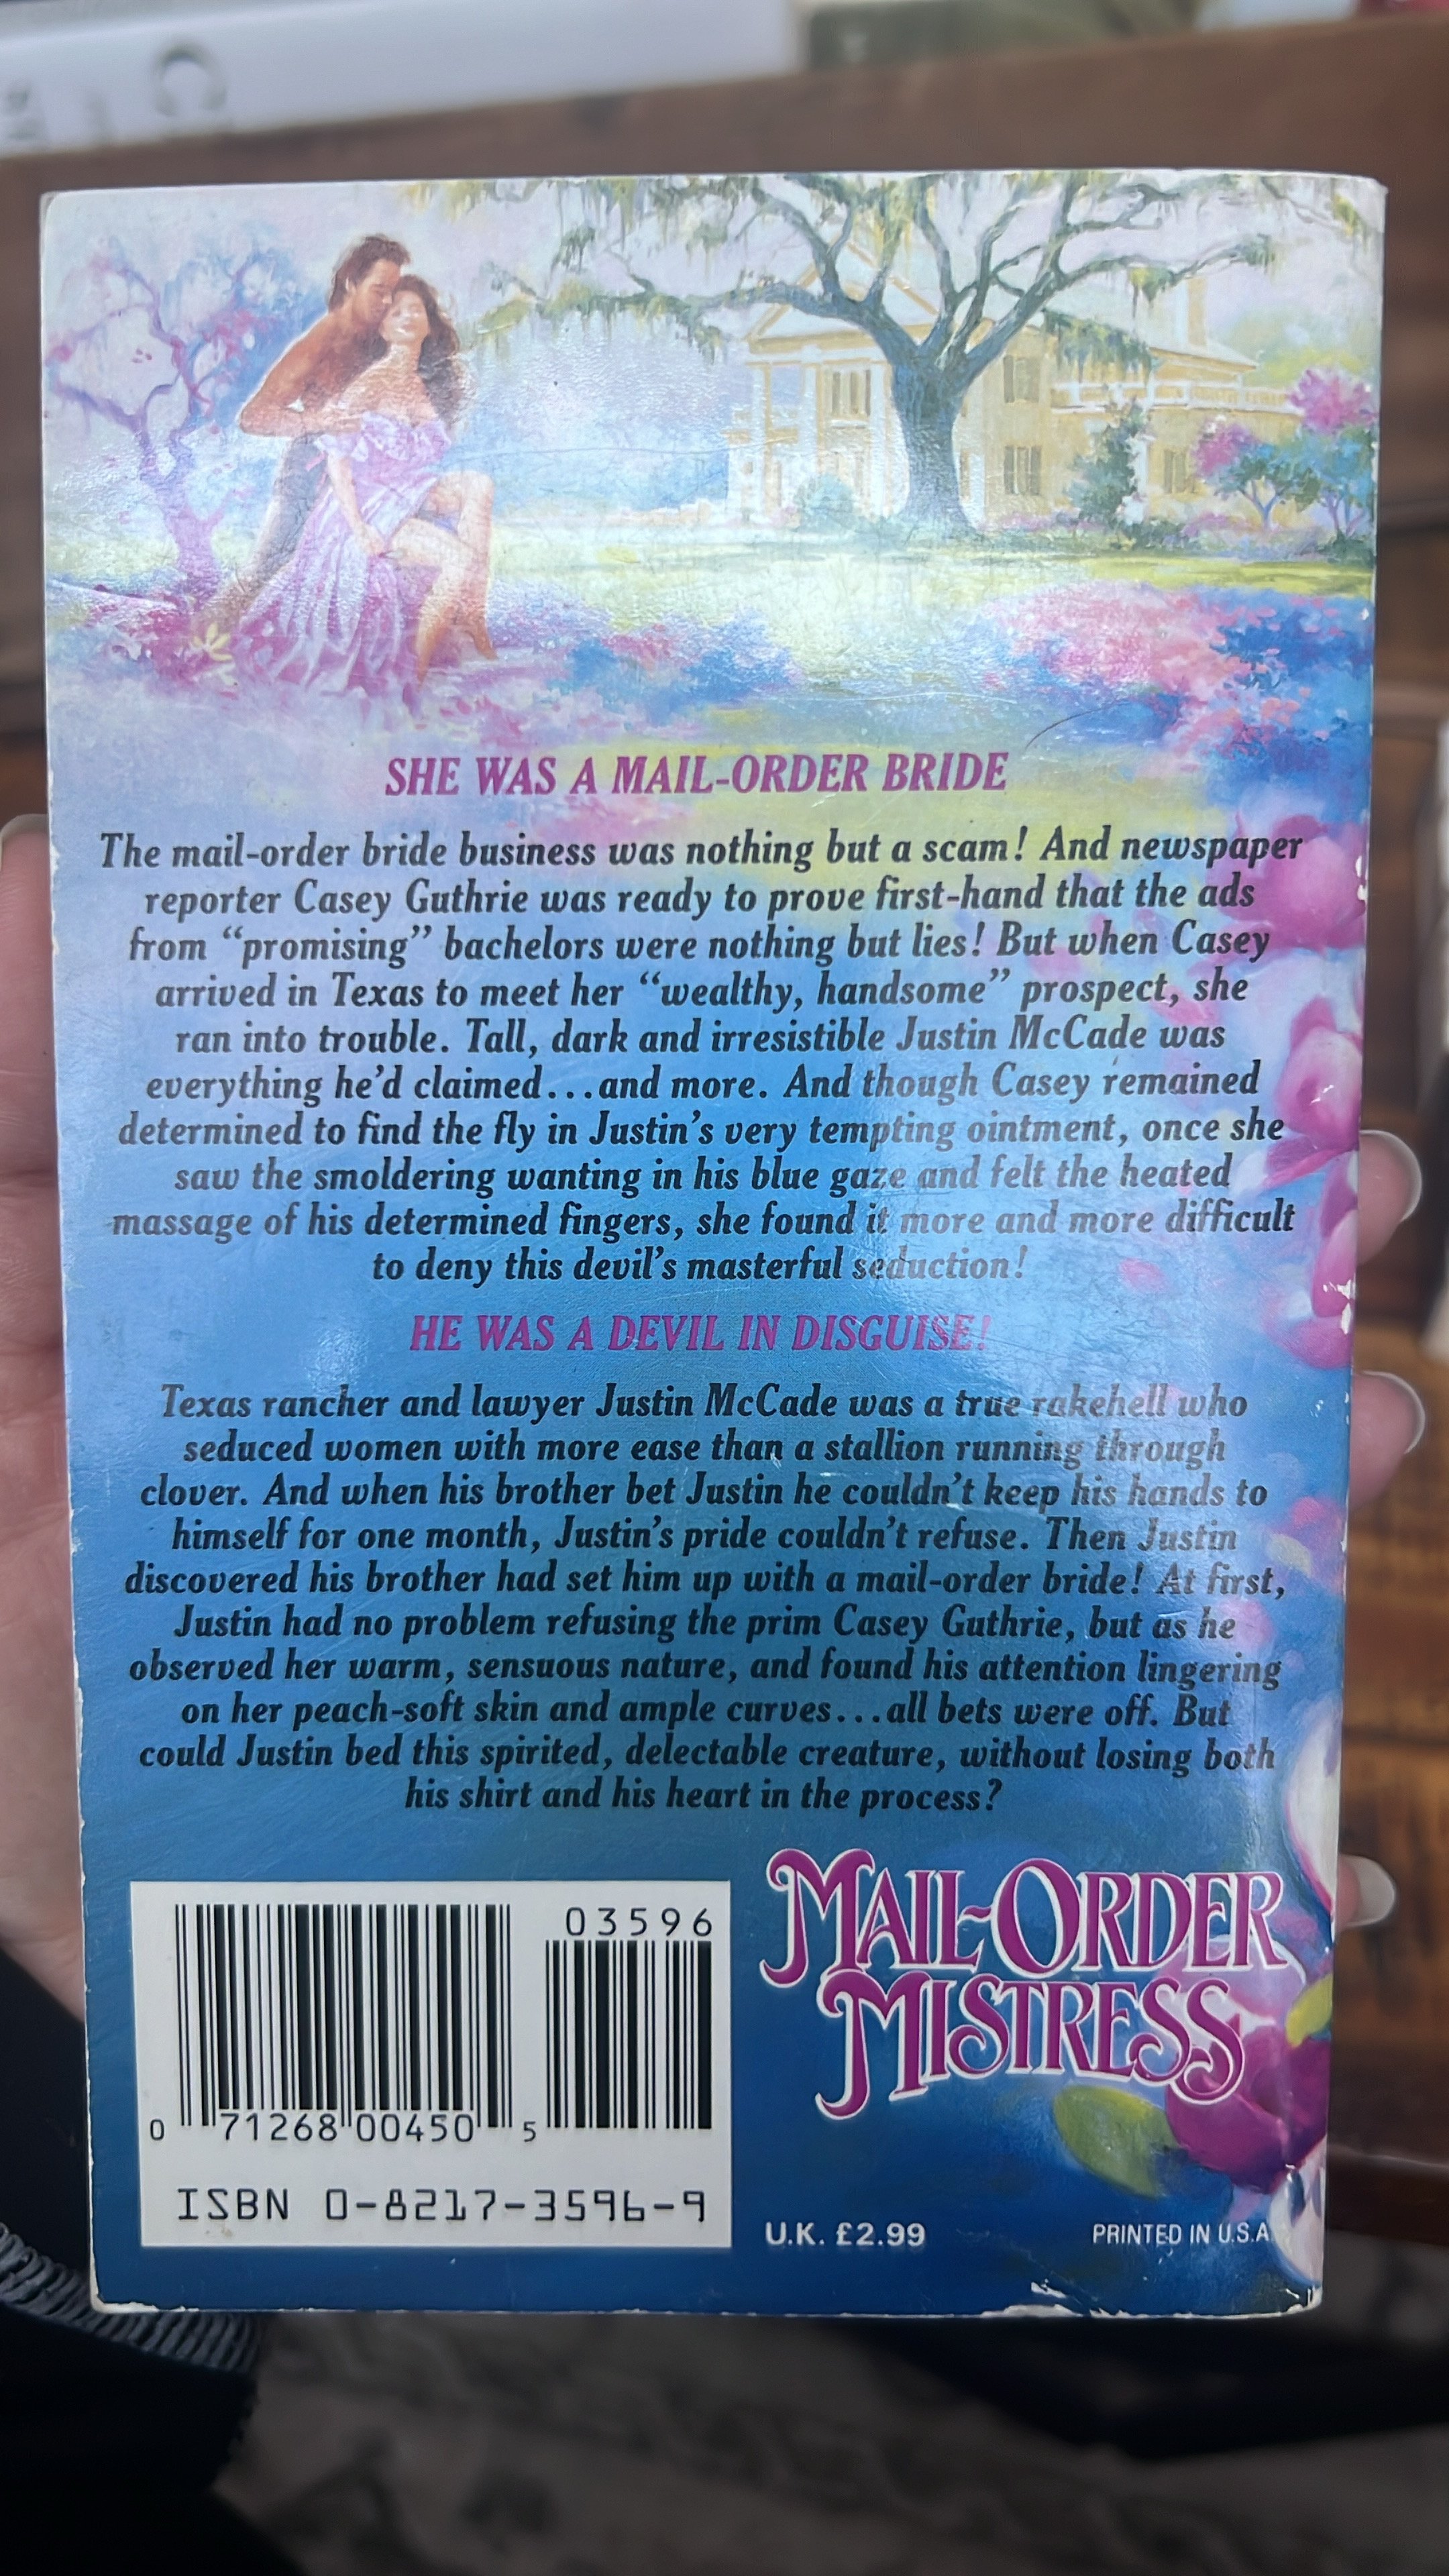 SHE WAS A MAIL-ORDER BRIDE
The mail-order bride business was nothing but a scam! And newspaper
reporter Casey Guthrie was ready to prove first-hand that the ads
from “promising” bachelors were nothing but lies! But when Casey
arrived in Texas to meet her “wealthy, handsome” prospect, she
ran into trouble. Tall, dark and irresistible Justin McCade was
everything he’d claimed...and more. And though Casey remained
determined to find the fly in Justin’s very tempting ointment, once she
saw the smoldering wanting in his blue gaze and felt the heated
massage of his determined fingers, she found it more and more difficult
to deny this devil’s masterful seduction!
HE WAS A DEVIL IN DISGUISE!
Texas rancher and lawyer Justin McCade was a true rakehell who
seduced women with more ease than a stallion running through
clover. And when his brother bet Justin he couldn’t keep his hands to
himself for one month, Justin’s pride couldn’t refuse. Then Justin
discovered his brother had set him up with a mail-order bride! At first,
Justin had no problem refusing the prim Casey Guthrie, but as he
observed her warm, sensuous nature, and found his attention lingering
on her peach-soft skin and ample curves...all bets were off. But
could Justin bed this spirited, delectable creature, without losing both
his shirt and his heart in the process?
MAIL-ORDER
MISTRESS
03596
0 71268 00450 5
ISBN 0-8217-3596-9
U.K. £2.99
PRINTED IN U.S.A